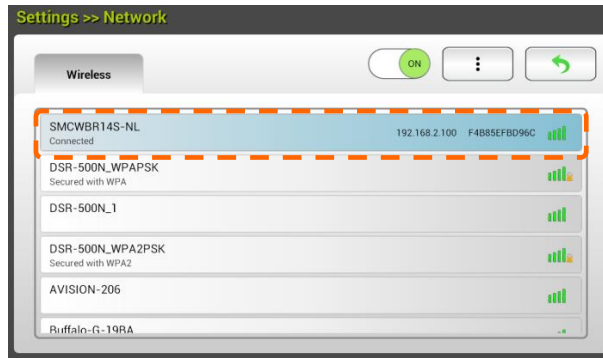 Settings >> Network
Wireless
ON
SMCWBR14S-NL
Connected
192.168.2.100 F4B85EFBD96C
DSR-500N_WPAPSK
Secured with WPA
DSR-500N_1
DSR-500N_WPA2PSK
Secured with WPA2
AVISION-206
Buffalo-G-19BA